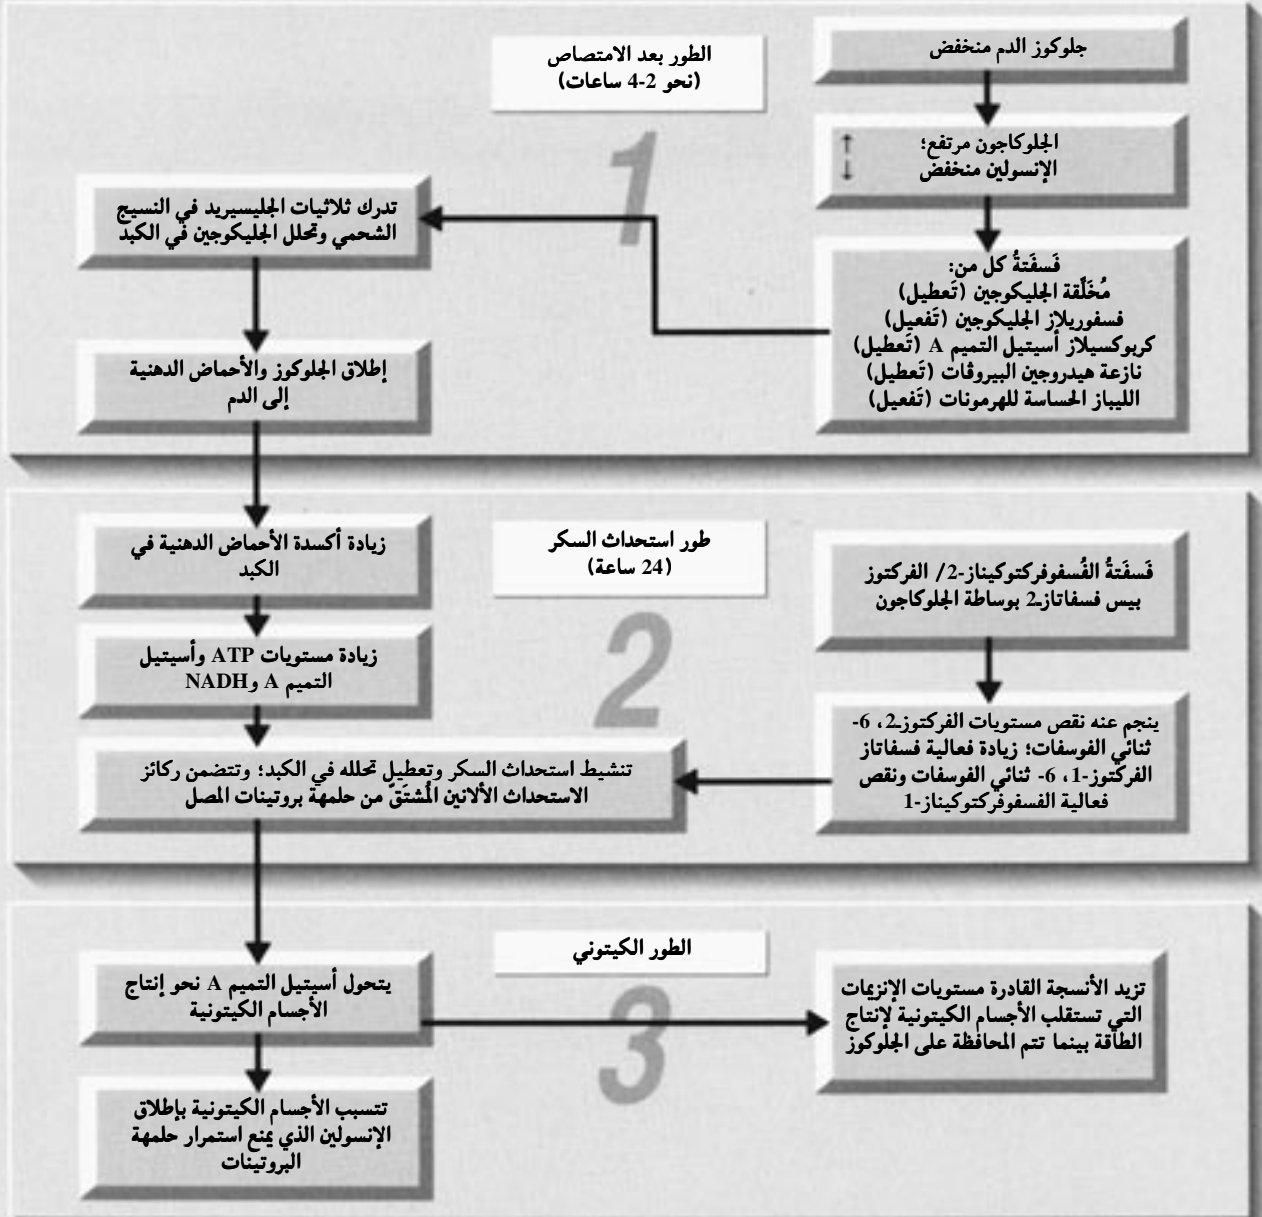 جلوكوز الدم منخفض
الطور بعد الامتصاص
(نحو 2-4 ساعات)
1
↑
↓
الجلوكاجون مرتفع؛
الإنسولين منخفض
فَسفَتةُ كل من:
مُخَلِّقة الجليكوجين (تَعطيل)
فسفوريلاز الجليكوجين (تَفعيل)
كربوكسيلاز أسيتيل التميم A (تَعطيل)
نازعة هيدروجين البيروڤات (تَعطيل)
الليباز الحساسة للهرمونات (تَفعيل)
تدرك ثلاثيات الجليسيريد في النسيج
الشحمي وتحلل الجليكوجين في الكبد
إطلاق الجلوكوز والأحماض الدهنية
إلى الدم
طور استحداث السكر
(24 ساعة)
2
فَسفَتةُ الفُسفوفركتوكيناز-2/ الفركتوز
بيس فسفاتاز-2 بوساطة الجلوكاجون
ينجم عنه نقص مستويات الفركتوز-2، 6-
ثنائي الفوسفات؛ زيادة فعالية فسفاتاز
الفركتوز-1، 6- ثنائي الفوسفات ونقص
فعالية الفسفوفركتوكيناز-1
زيادة أكسدة الأحماض الدهنية في
الكبد
زيادة مستويات ATP وأسيتيل
التميم A وNADH
تنشيط استحداث السكر وتعطيل تحلله في الكبد؛ وتتضمن ركائز
الاستحداث الألانين المُشتَقّ من حلمهة بروتينات المصل
الطور الكيتوني
3
يتحول أسيتيل التميم A نحو إنتاج
الأجسام الكيتونية
تزيد الأنسجة القادرة مستويات الإنزيمات
التي تستقلب الأجسام الكيتونية لإنتاج
الطاقة بينما تتم المحافظة على الجلوكوز
تتسبب الأجسام الكيتونية بإطلاق
الإنسولين الذي يمنع استمرار حلمهة
البروتينات